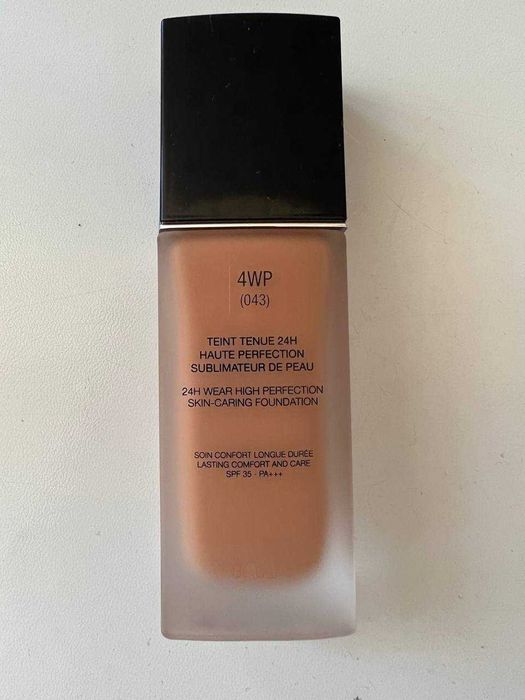 4WP
(043)
TEINT TENUE 24H
HAUTE PERFECTION
SUBLIMATEUR DE PEAU
24H WEAR HIGH PERFECTION
SKIN-CARING FOUNDATION
SOIN CONFORT LONGUE DURÉE
LASTING COMFORT AND CARE
SPF 35 - PA+++